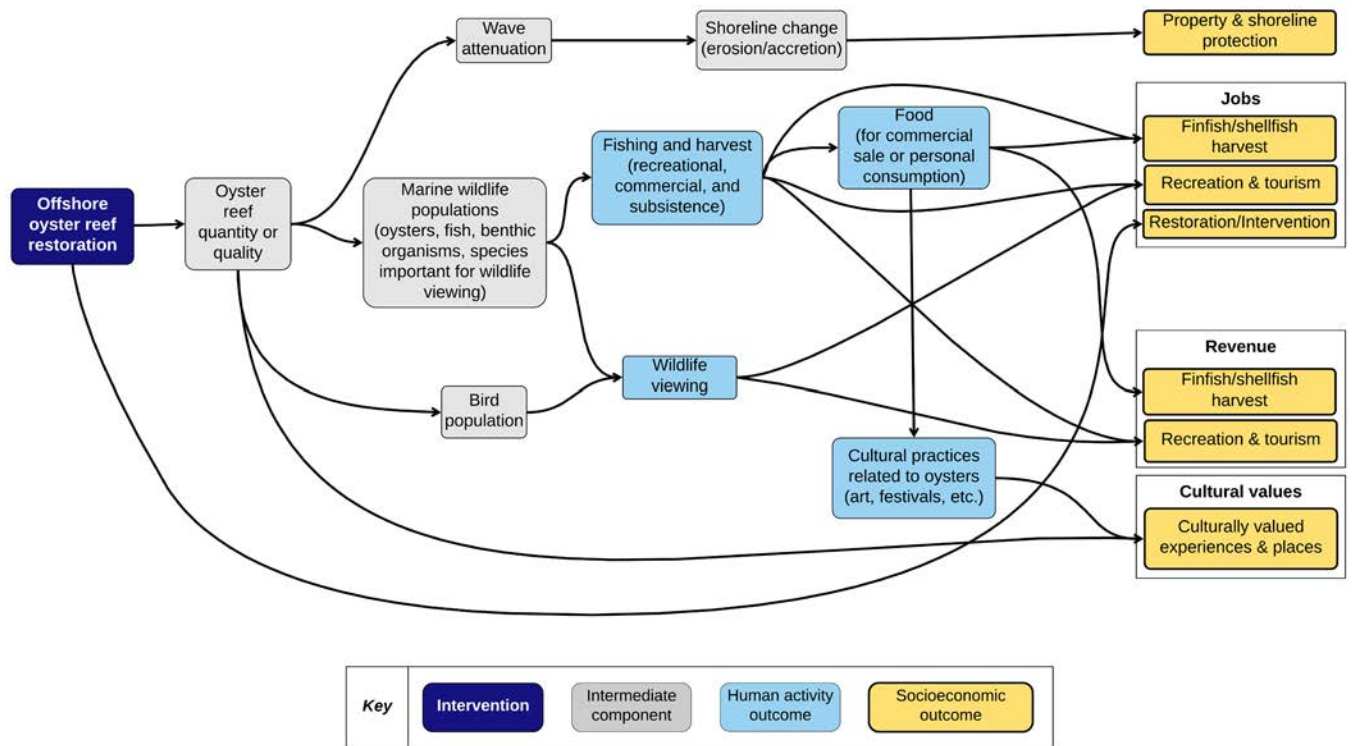 Wave
attenuation
Shoreline change
(erosion/accretion)
Property & shoreline
protection
Offshore
oyster reef
restoration
Oyster
reef
quantity or
quality
Marine wildlife
populations
(oysters, fish, benthic
organisms, species
important for wildlife
viewing)
Fishing and harvest
(recreational,
commercial, and
subsistence)
Food
(for commercial
sale or personal
consumption)
Jobs
Finfish/shellfish
harvest
Recreation & tourism
Restoration/Intervention
Bird
population
Wildlife
viewing
Cultural practices
related to oysters
(art, festivals, etc.)
Revenue
Finfish/shellfish
harvest
Recreation & tourism
Cultural values
Culturally valued
experiences & places
Key
Intervention
Intermediate
component
Human activity
outcome
Socioeconomic
outcome